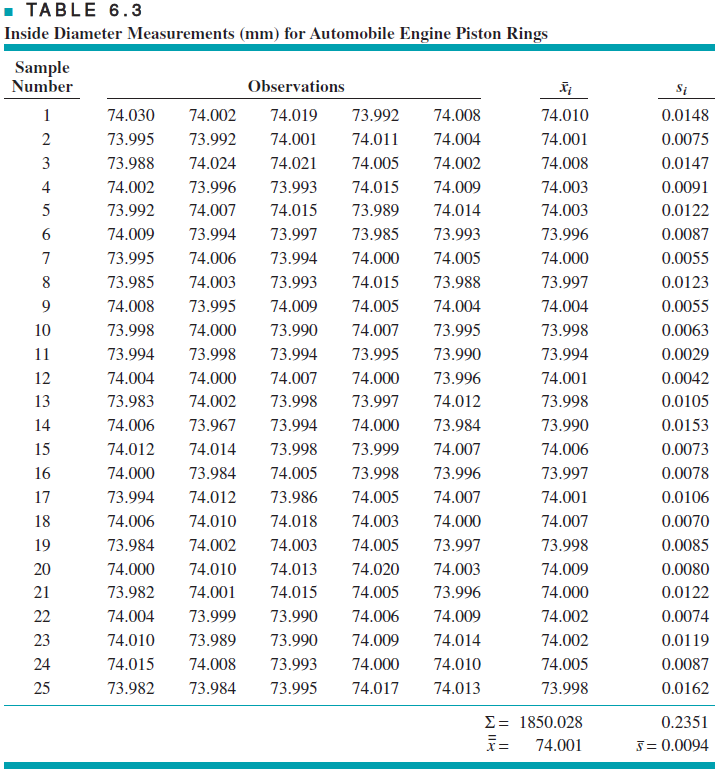 ■ TABLE 6.3
Inside Diameter Measurements (mm) for Automobile Engine Piston Rings
Sample
Number Observations x̄i si
1 74.030 74.002 74.019 73.992 74.008 74.010 0.0148
2 73.995 73.992 74.001 74.011 74.004 74.001 0.0075
3 73.988 74.024 74.021 74.005 74.002 74.008 0.0147
4 74.002 73.996 73.993 74.015 74.009 74.003 0.0091
5 73.992 74.007 74.015 73.989 74.014 74.003 0.0122
6 74.009 73.994 73.997 73.985 73.993 73.996 0.0087
7 73.995 74.006 73.994 74.000 74.005 74.000 0.0055
8 73.985 74.003 73.993 74.015 73.988 73.997 0.0123
9 74.008 73.995 74.009 74.005 74.004 74.004 0.0055
10 73.998 74.000 73.990 74.007 73.995 73.998 0.0063
11 73.994 73.998 73.994 73.995 73.990 73.994 0.0029
12 74.004 74.000 74.007 74.000 73.996 74.001 0.0042
13 73.983 74.002 73.998 73.997 74.012 73.998 0.0105
14 74.006 73.967 73.994 74.000 73.984 73.990 0.0153
15 74.012 74.014 73.998 73.999 74.007 74.006 0.0073
16 74.000 73.984 74.005 73.998 73.996 73.997 0.0078
17 73.994 74.012 73.986 74.005 74.007 74.001 0.0106
18 74.006 74.010 74.018 74.003 74.000 74.007 0.0070
19 73.984 74.002 74.003 74.005 73.997 73.998 0.0085
20 74.000 74.010 74.013 74.020 74.003 74.009 0.0080
21 73.982 74.001 74.015 74.005 73.996 74.000 0.0122
22 74.004 73.999 73.990 74.006 74.009 74.002 0.0074
23 74.010 73.989 73.990 74.009 74.014 74.002 0.0119
24 74.015 74.008 73.993 74.000 74.010 74.005 0.0087
25 73.982 73.984 73.995 74.017 74.013 73.998 0.0162
Σ = 1850.028 0.2351
x̿ = 74.001 s̄ = 0.0094